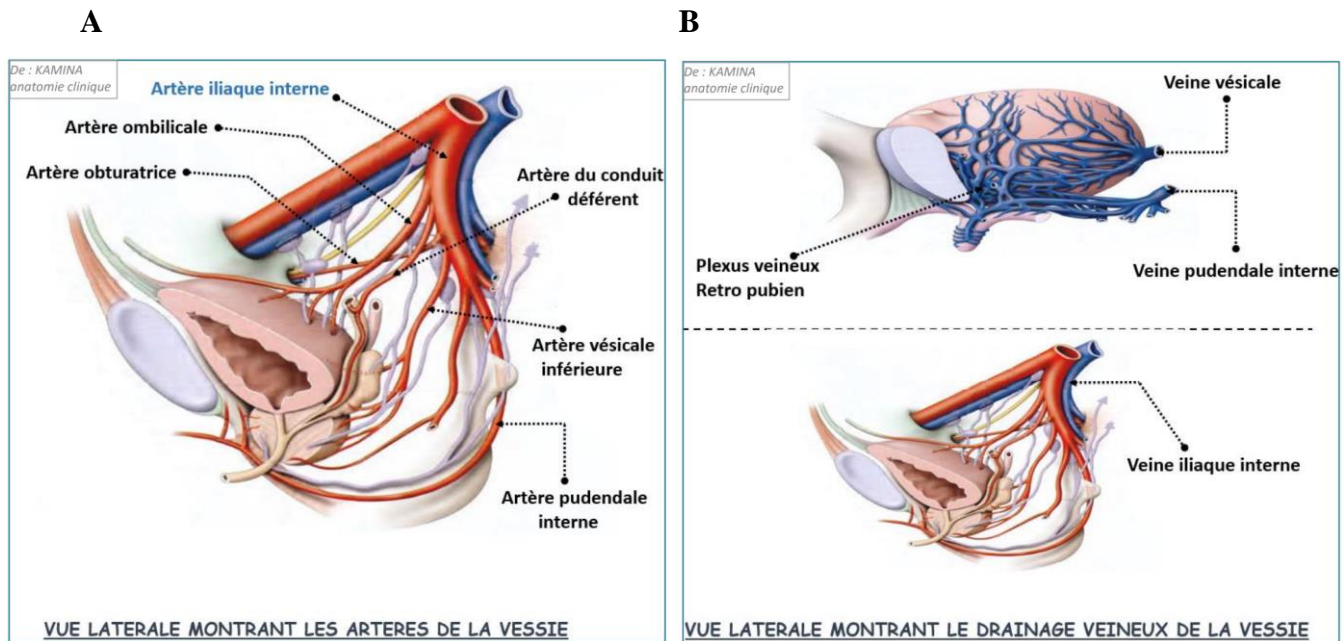 A
B
De : KAMINA
anatomie clinique
Artère iliaque interne
Artère ombilicale
Artère obturatrice
Artère du conduit
déférent
Artère vésicale
inférieure
Artère pudendale
interne
VUE LATERALE MONTRANT LES ARTERES DE LA VESSIE
De : KAMINA
anatomie clinique
Veine vésicale
Plexus veineux
Retro pubien
Veine pudendale interne
Veine iliaque interne
VUE LATERALE MONTRANT LE DRAINAGE VEINEUX DE LA VESSIE